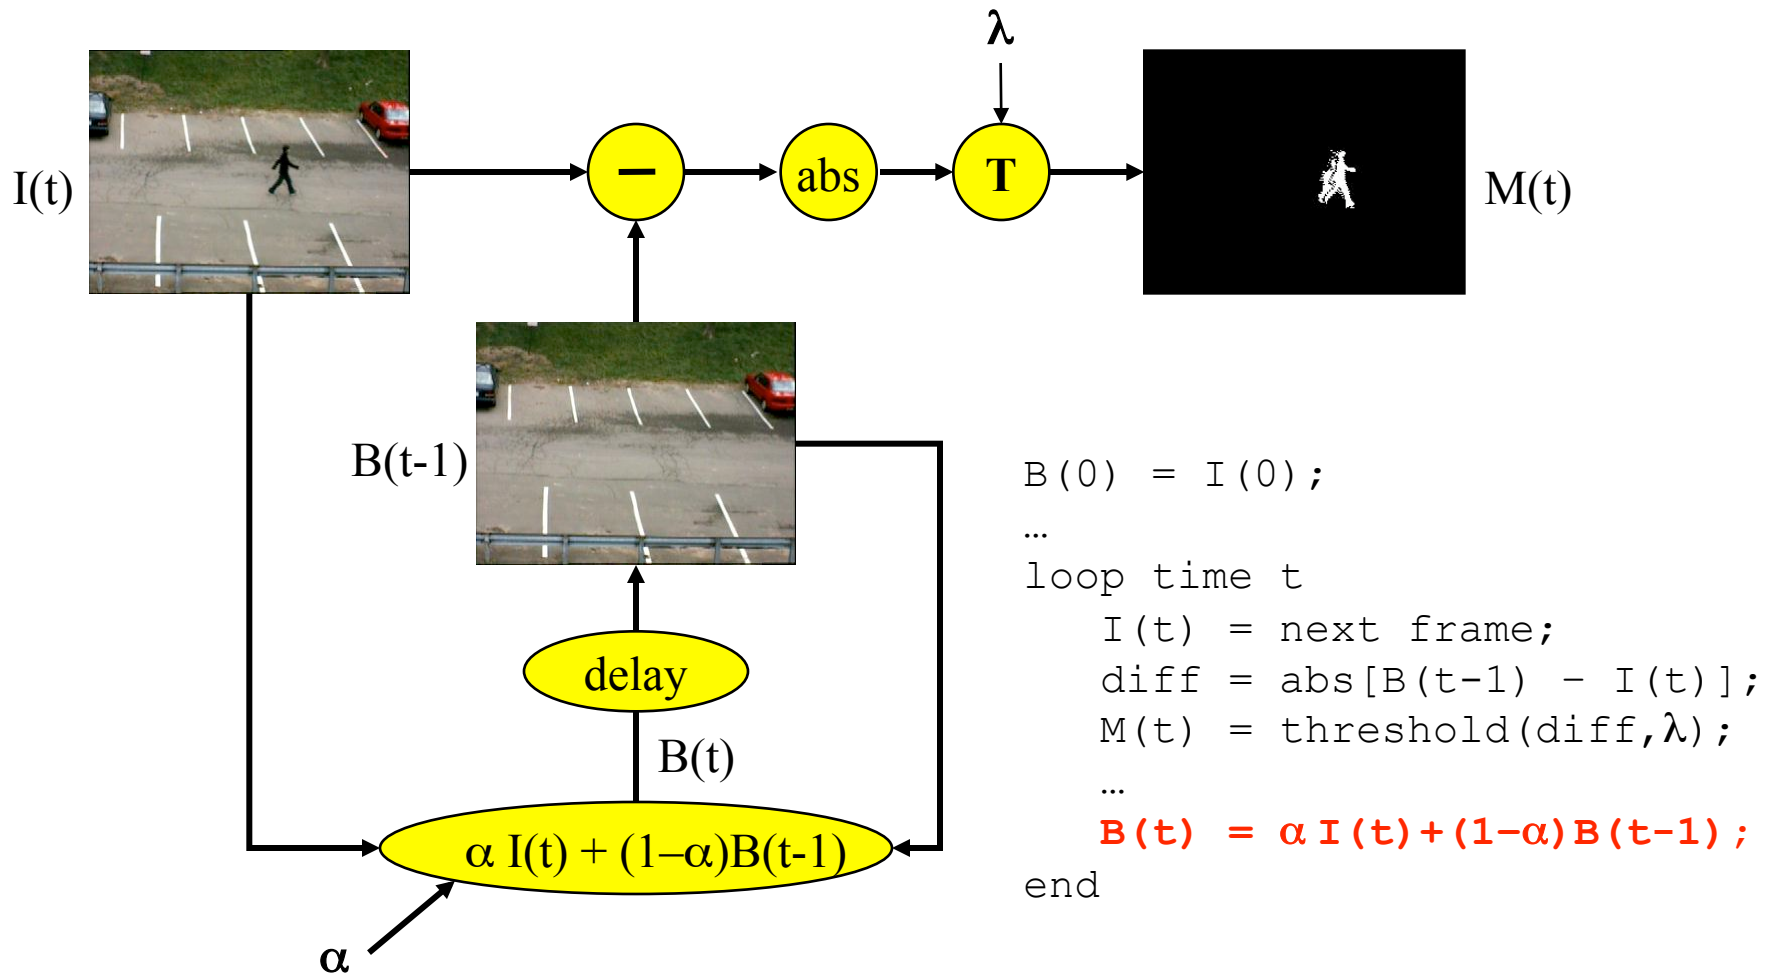 λ
I(t)
−
abs
T
M(t)
B(t-1)
delay
B(t)
α I(t) + (1−α)B(t-1)
α
B(0) = I(0);
…
loop time t
I(t) = next frame;
diff = abs[B(t-1) – I(t)];
M(t) = threshold(diff,λ);
…
B(t) = α I(t)+(1−α)B(t-1);
end